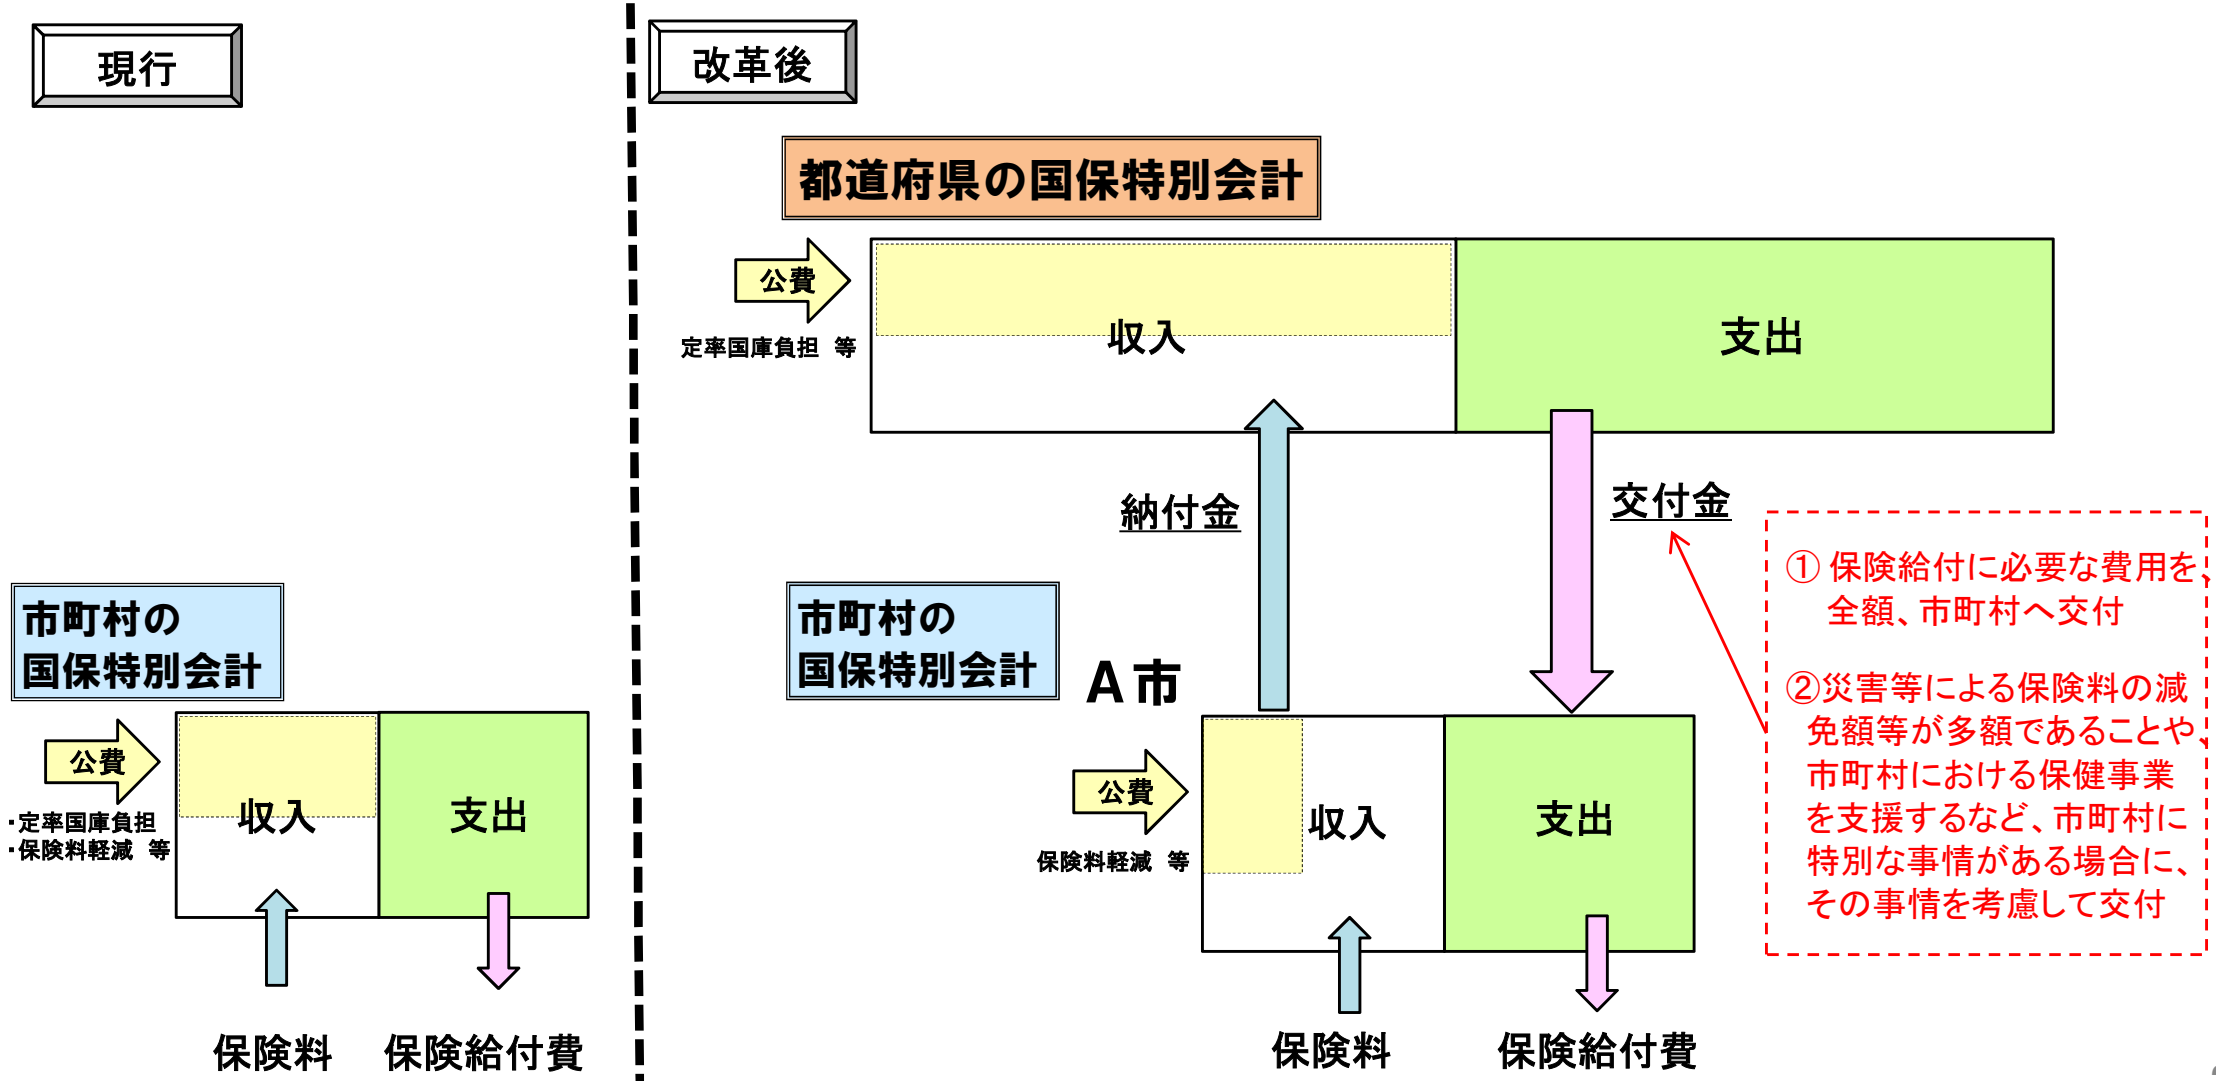 現行
市町村の
国保特別会計
公費
・定率国庫負担
・保険料軽減　等
収入
支出
保険料
保険給付費
改革後
都道府県の国保特別会計
公費
定率国庫負担　等
収入
支出
納付金
交付金
市町村の
国保特別会計
A市
公費
保険料軽減　等
収入
支出
保険料
保険給付費
① 保険給付に必要な費用を、
全額、市町村へ交付
②災害等による保険料の減
免額等が多額であることや、
市町村における保健事業
を支援するなど、市町村に
特別な事情がある場合に、
その事情を考慮して交付